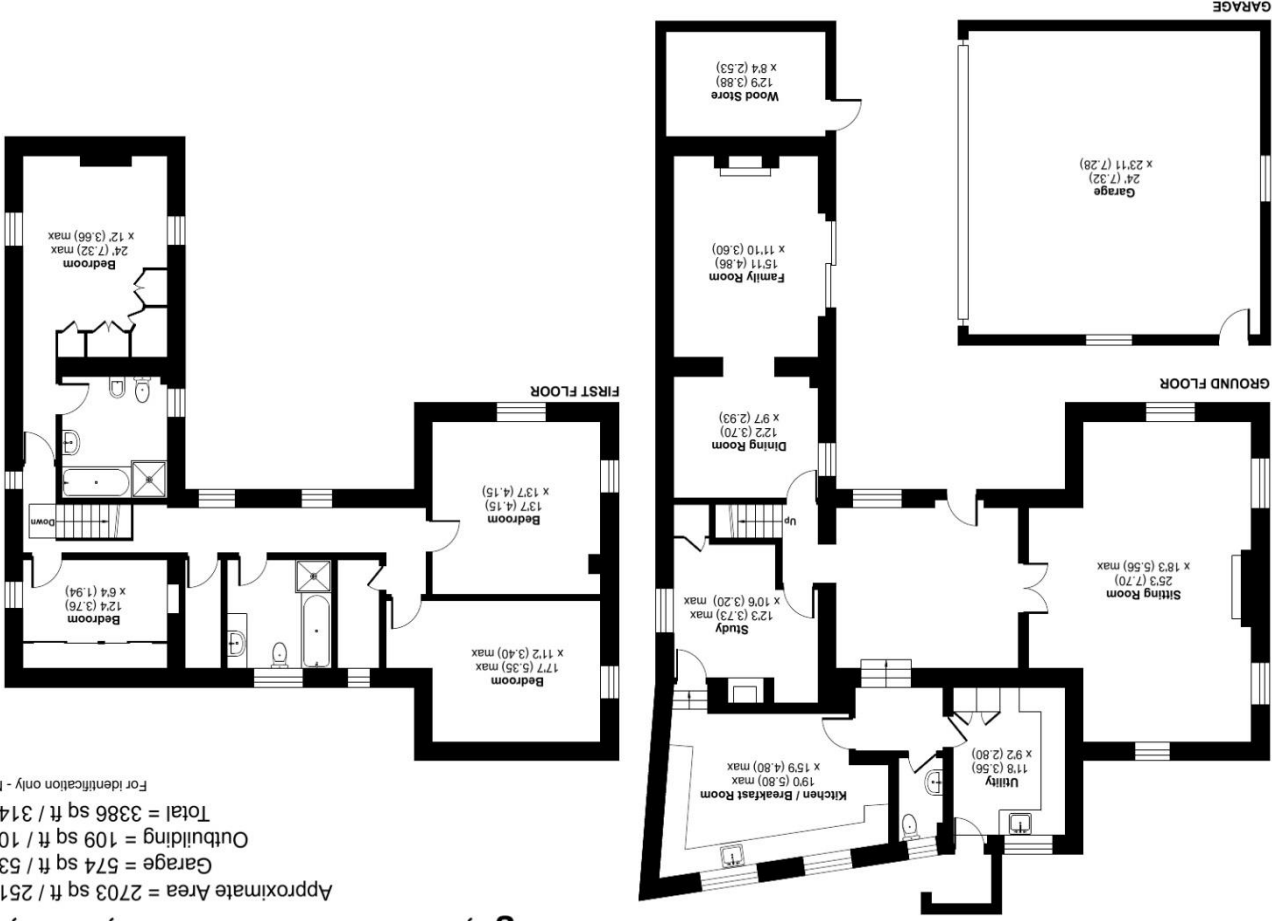 Approximate Area = 2703 sq ft / 251
Garage = 574 sq ft / 53
Outbuilding = 109 sq ft / 10
Total = 3386 sq ft / 314
For identification only -
Kitchen / Breakfast Room
19'0 (5.80) max
x 15'9 (4.80) max
Utility
11'8 (3.56)
x 9'2 (2.80)
Study
12'3 (3.73) max
x 10'6 (3.20) max
Sitting Room
25'3 (7.70)
x 18'3 (5.56) max
Up
Dining Room
12'2 (3.70)
x 9'7 (2.93)
GROUND FLOOR
Family Room
15'11 (4.86)
x 11'10 (3.60)
Wood Store
12'9 (3.88)
x 8'4 (2.53)
Garage
24' (7.32)
x 23'11 (7.28)
GARAGE
Bedroom
17'7 (5.35) max
x 11'2 (3.40) max
Bedroom
12'4 (3.76)
x 6'4 (1.94)
Bedroom
13'7 (4.15)
x 13'7 (4.15)
Down
FIRST FLOOR
Bedroom
24' (7.32) max
x 12' (3.66) max